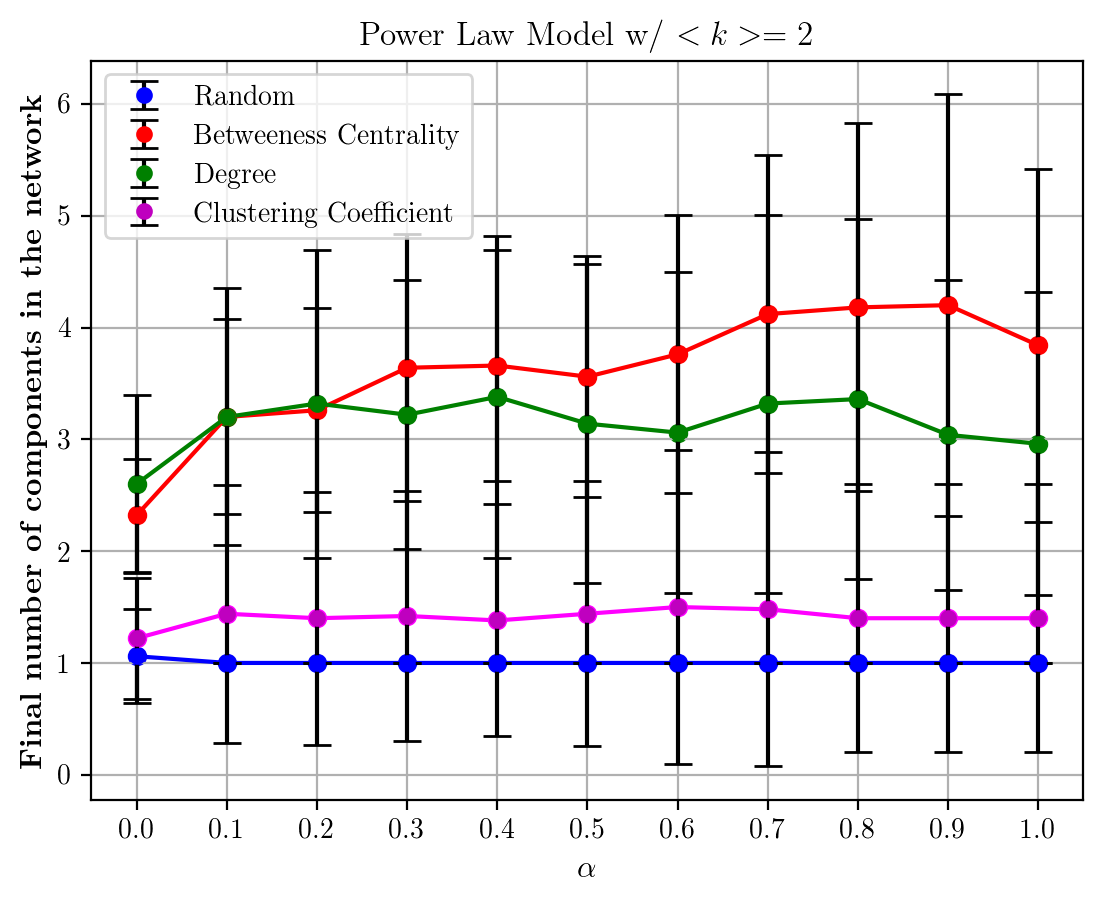 Power Law Model w/ < k >= 2
Random
Betweeness Centrality
Degree
Clustering Coefficient
Final number of components in the network
6
5
4
3
2
1
0
0.0 0.1 0.2 0.3 0.4 0.5 0.6 0.7 0.8 0.9 1.0
α